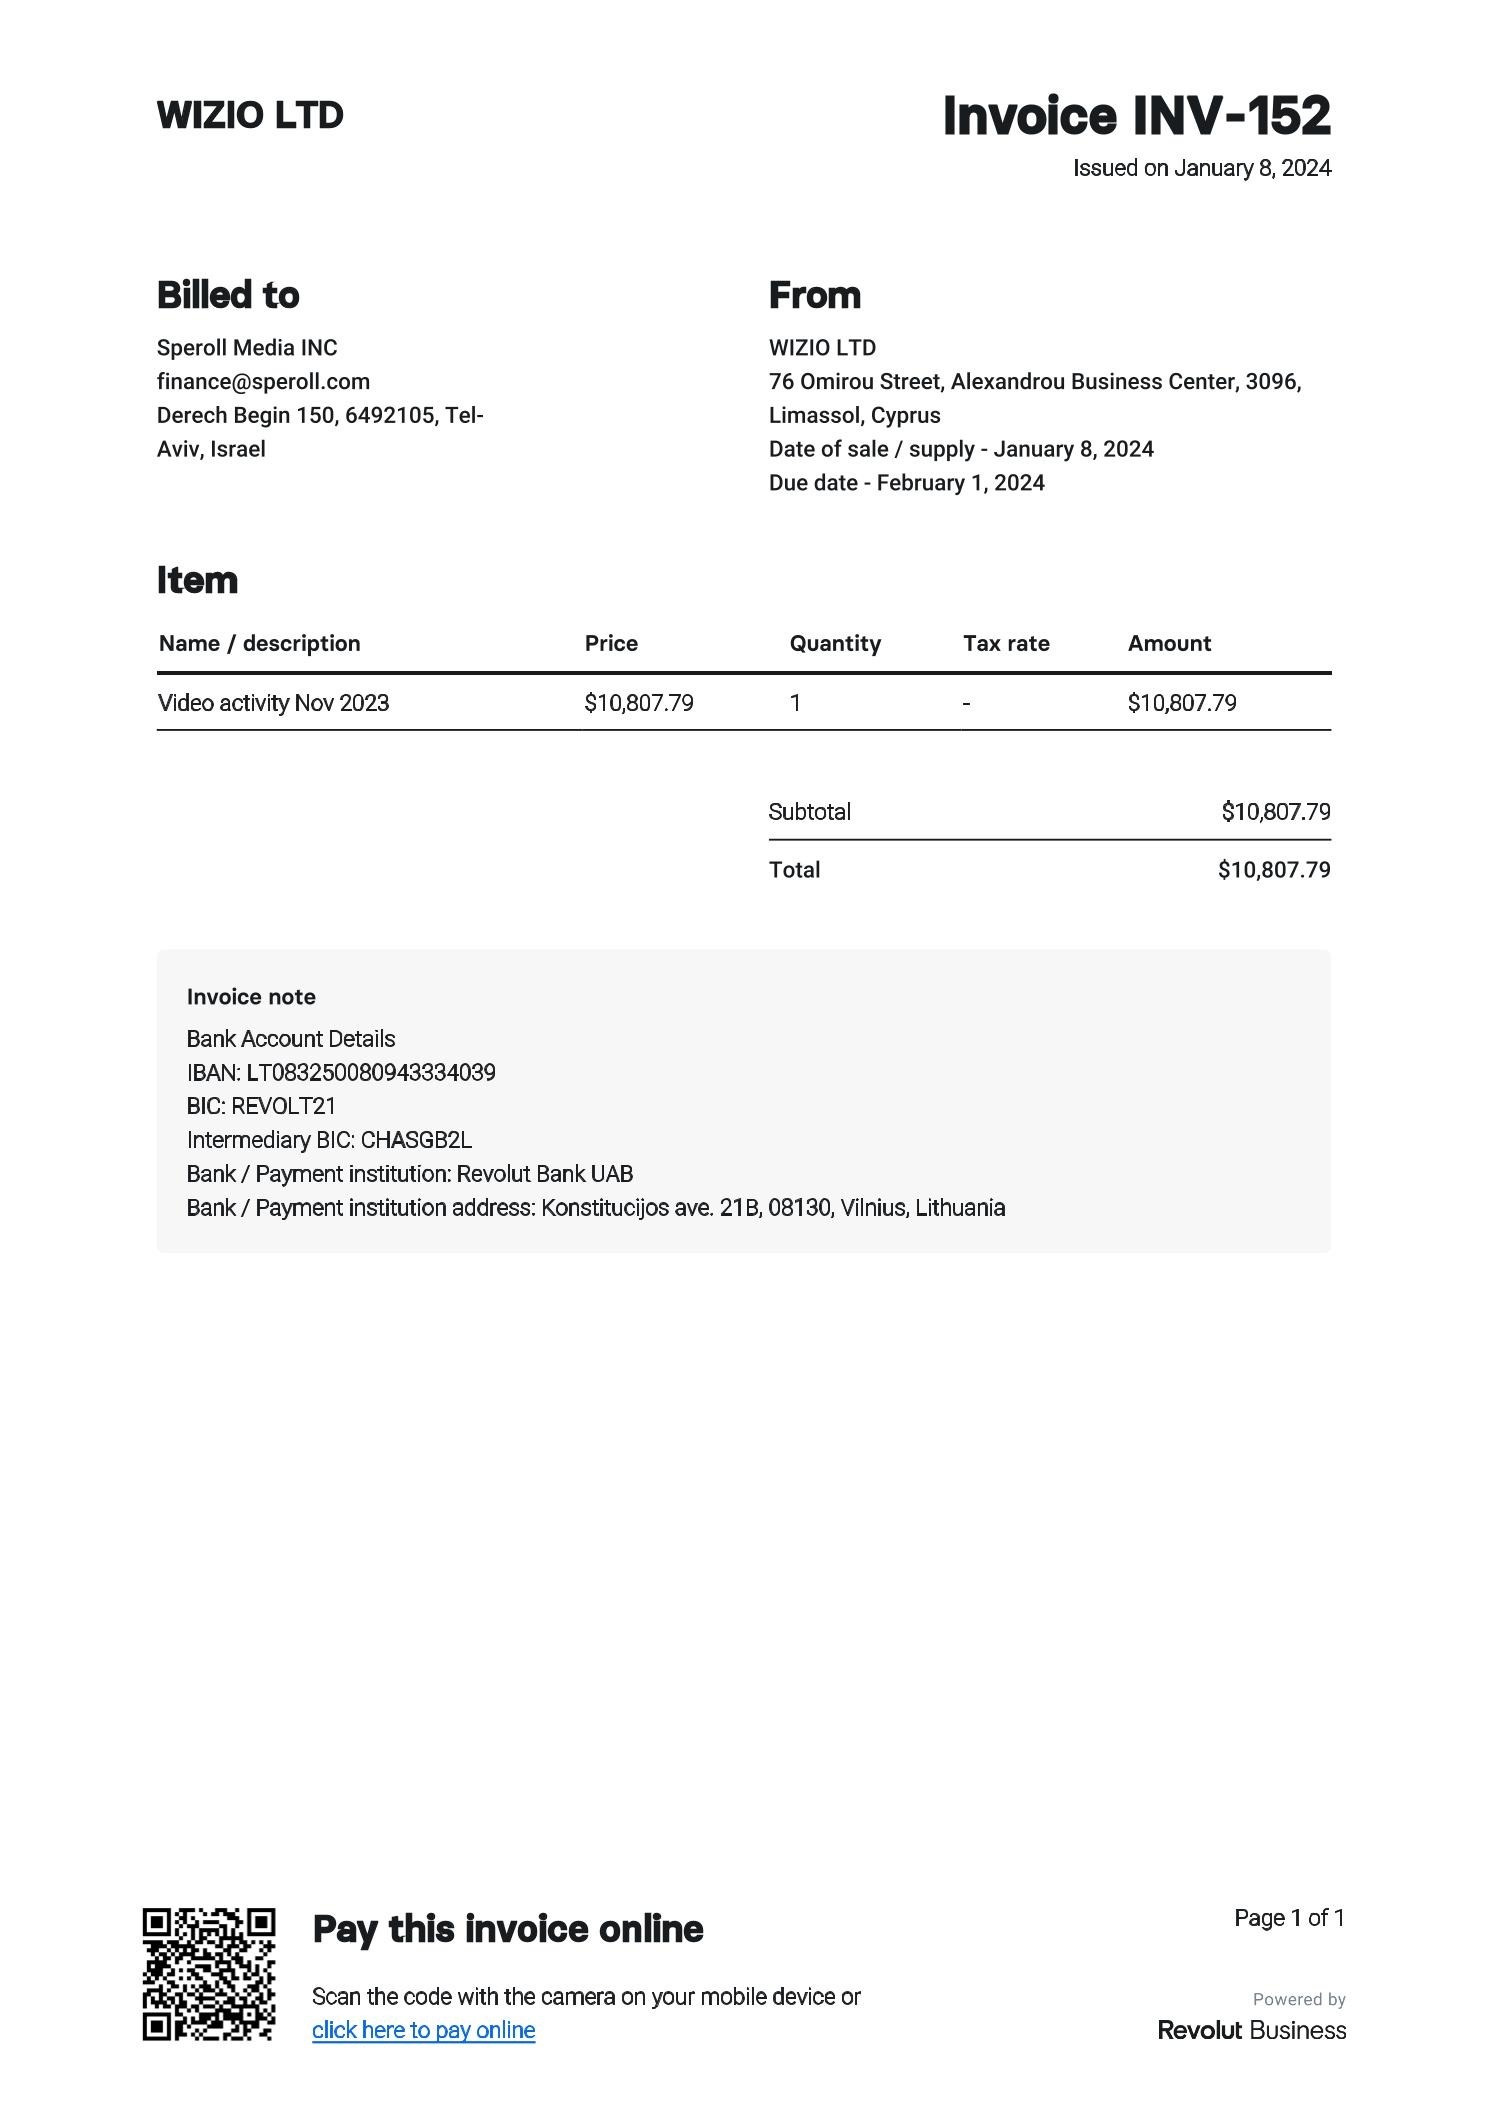 WIZIO LTD
Invoice INV-152
Issued on January 8, 2024
Billed to
Speroll Media INC
finance@speroll.com
Derech Begin 150, 6492105, Tel-
Aviv, Israel
From
WIZIO LTD
76 Omirou Street, Alexandrou Business Center, 3096,
Limassol, Cyprus
Date of sale / supply - January 8, 2024
Due date - February 1, 2024
Item
Name / description Price Quantity Tax rate Amount
Video activity Nov 2023 $10,807.79 1 - $10,807.79
Subtotal $10,807.79
Total $10,807.79
Invoice note
Bank Account Details
IBAN: LT083250080943334039
BIC: REVOLT21
Intermediary BIC: CHASGB2L
Bank / Payment institution: Revolut Bank UAB
Bank / Payment institution address: Konstitucijos ave. 21B, 08130, Vilnius, Lithuania
Pay this invoice online
Scan the code with the camera on your mobile device or
click here to pay online
Page 1 of 1
Powered by
Revolut Business